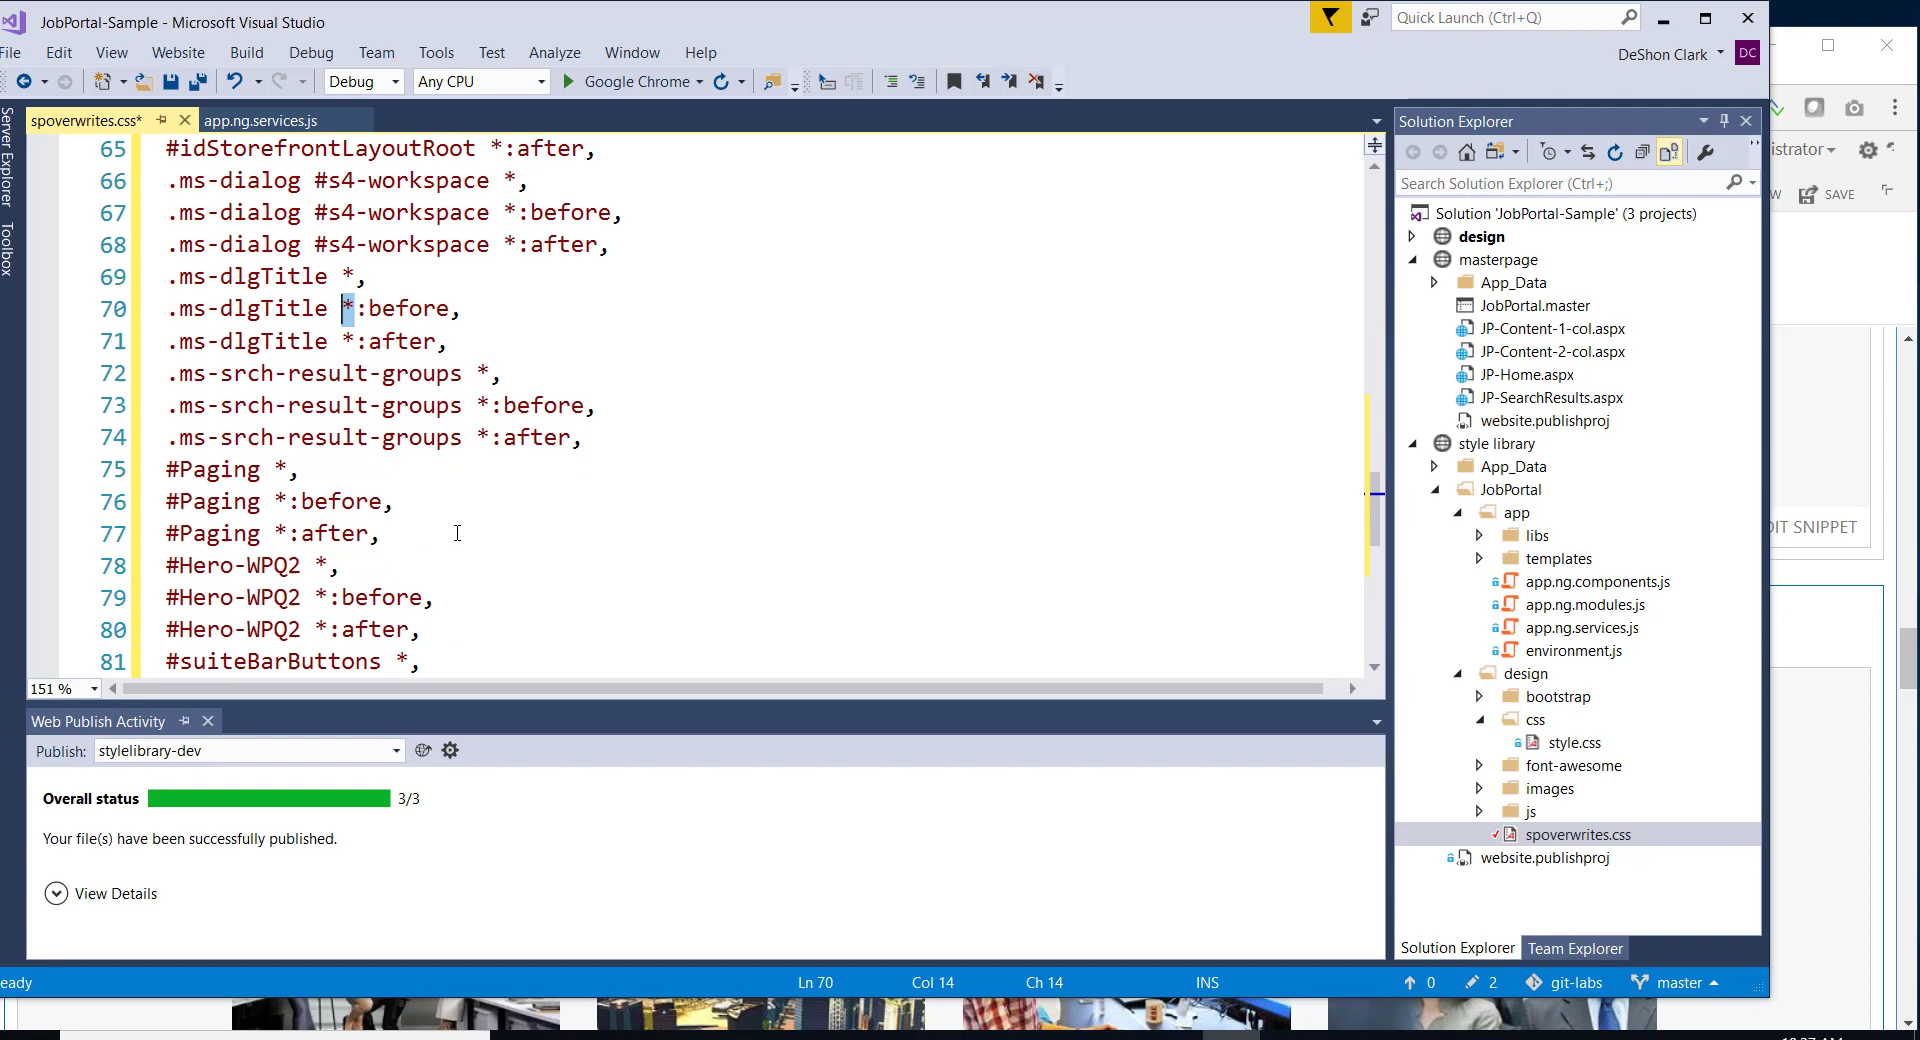 JobPortal-Sample - Microsoft Visual Studio
Quick Launch (Ctrl+Q)
File Edit View Website Build Debug Team Tools Test Analyze Window Help
DeShon Clark DC
Debug Any CPU Google Chrome
Server Explorer
Toolbox
spoverwrites.css* app.ng.services.js
65 #idStorefrontLayoutRoot *:after,
66 .ms-dialog #s4-workspace *,
67 .ms-dialog #s4-workspace *:before,
68 .ms-dialog #s4-workspace *:after,
69 .ms-dlgTitle *,
70 .ms-dlgTitle *:before,
71 .ms-dlgTitle *:after,
72 .ms-srch-result-groups *,
73 .ms-srch-result-groups *:before,
74 .ms-srch-result-groups *:after,
75 #Paging *,
76 #Paging *:before,
77 #Paging *:after,
78 #Hero-WPQ2 *,
79 #Hero-WPQ2 *:before,
80 #Hero-WPQ2 *:after,
81 #suiteBarButtons *,
151 %
Web Publish Activity
Publish: stylelibrary-dev
Overall status 3/3
Your file(s) have been successfully published.
View Details
Solution Explorer
Search Solution Explorer (Ctrl+;)
Solution 'JobPortal-Sample' (3 projects)
design
masterpage
App_Data
JobPortal.master
JP-Content-1-col.aspx
JP-Content-2-col.aspx
JP-Home.aspx
JP-SearchResults.aspx
website.publishproj
style library
App_Data
JobPortal
app
libs
templates
app.ng.components.js
app.ng.modules.js
app.ng.services.js
environment.js
design
bootstrap
css
style.css
font-awesome
images
js
spoverwrites.css
website.publishproj
Solution Explorer Team Explorer
eady Ln 70 Col 14 Ch 14 INS 0 2 git-labs master
istrator
W SAVE
DIT SNIPPET